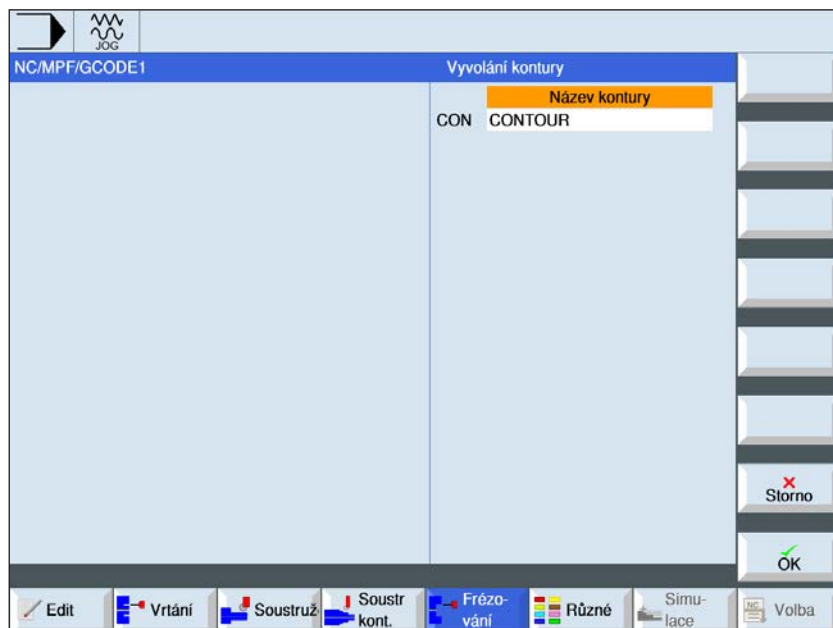 JOG
NC/MPF/GCODE1
Vyvolání kontury
Název kontury
CON CONTOUR
Storno
OK
Edit
Vrtání
Soustruž
Soustr
kont.
Frézo-
vání
Různé
Simu-
lace
NC
Volba